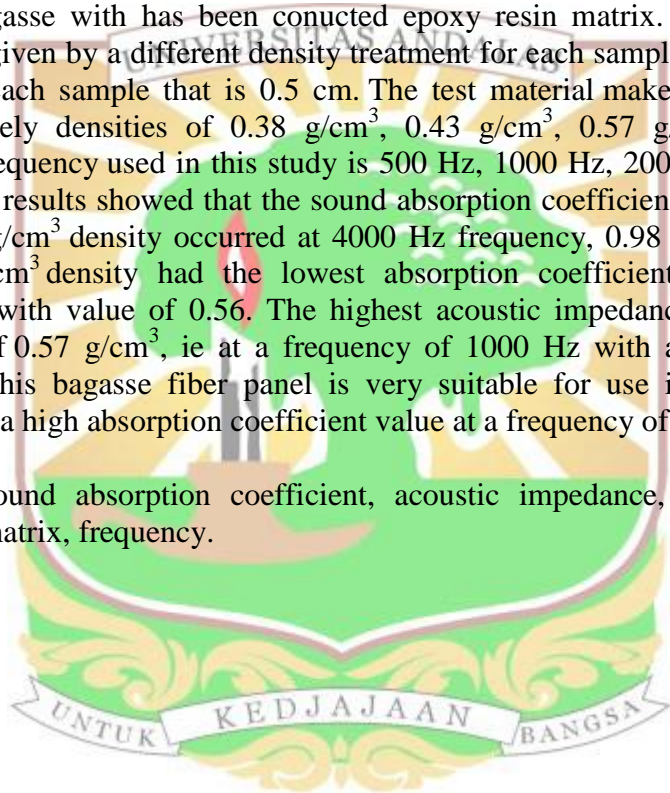 gasse with has been conucted epoxy resin matrix.
given by a different density treatment for each sampl
UNIVERSITAS ANDALAS
each sample that is 0.5 cm. The test material make
ely densities of 0.38 g/cm³, 0.43 g/cm³, 0.57 g/
equency used in this study is 500 Hz, 1000 Hz, 200
results showed that the sound absorption coefficien
g/cm³ density occurred at 4000 Hz frequency, 0.98
cm³ density had the lowest absorption coefficient
with value of 0.56. The highest acoustic impedanc
f 0.57 g/cm³, ie at a frequency of 1000 Hz with a
his bagasse fiber panel is very suitable for use i
a high absorption coefficient value at a frequency of
ound absorption coefficient, acoustic impedance,
natrix, frequency.
UNTUK KEDJAJAAN BANGSA